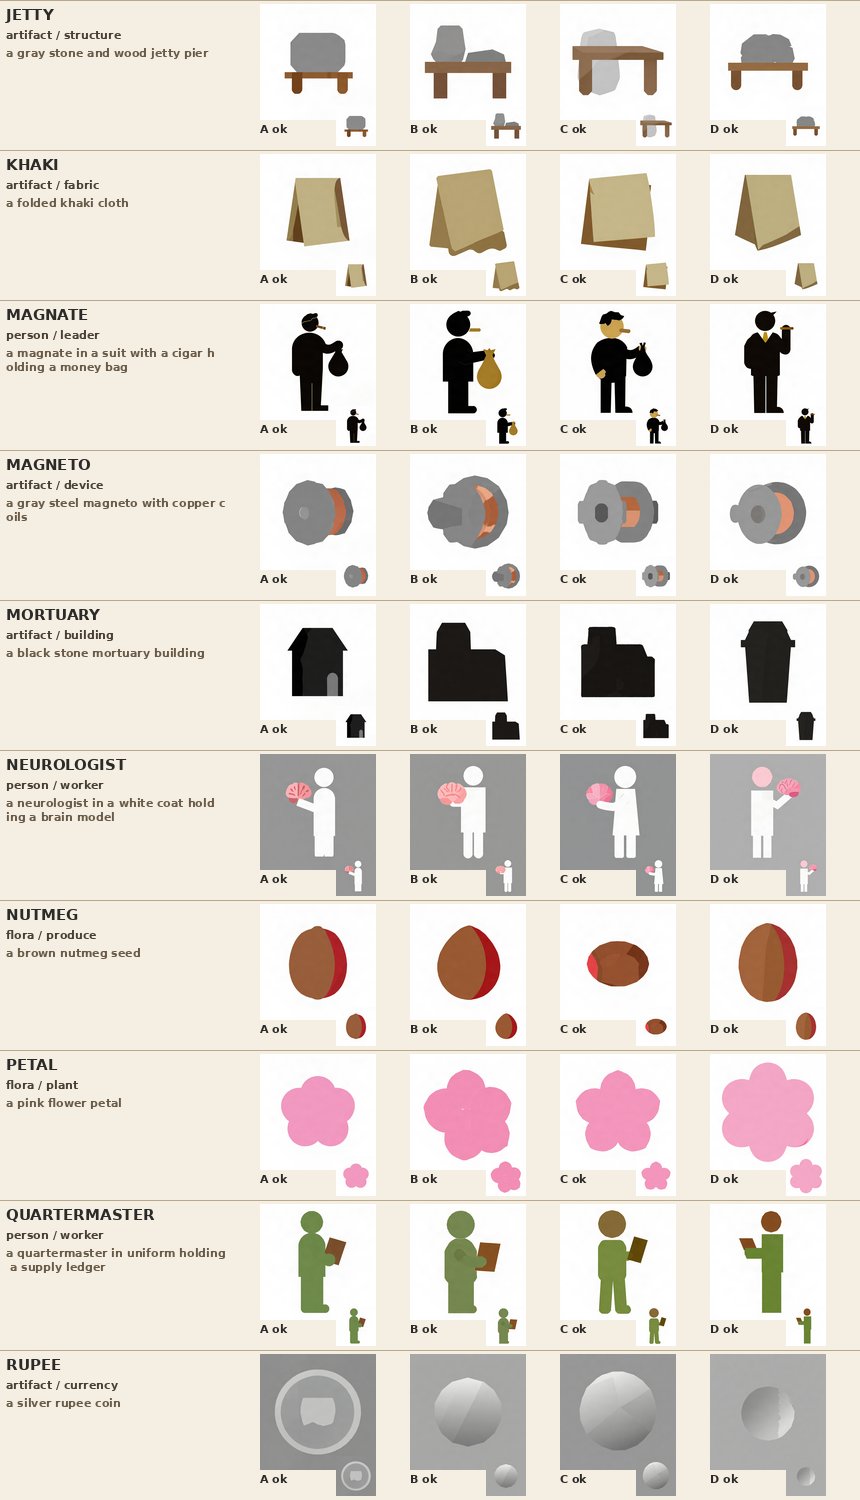 JETTY
artifact / structure
a gray stone and wood jetty pier
A ok
B ok
C ok
D ok
KHAKI
artifact / fabric
a folded khaki cloth
A ok
B ok
C ok
D ok
MAGNATE
person / leader
a magnate in a suit with a cigar h
olding a money bag
A ok
B ok
C ok
D ok
MAGNETO
artifact / device
a gray steel magneto with copper c
oils
A ok
B ok
C ok
D ok
MORTUARY
artifact / building
a black stone mortuary building
A ok
B ok
C ok
D ok
NEUROLOGIST
person / worker
a neurologist in a white coat hold
ing a brain model
A ok
B ok
C ok
D ok
NUTMEG
flora / produce
a brown nutmeg seed
A ok
B ok
C ok
D ok
PETAL
flora / plant
a pink flower petal
A ok
B ok
C ok
D ok
QUARTERMASTER
person / worker
a quartermaster in uniform holding
a supply ledger
A ok
B ok
C ok
D ok
RUPEE
artifact / currency
a silver rupee coin
A ok
B ok
C ok
D ok